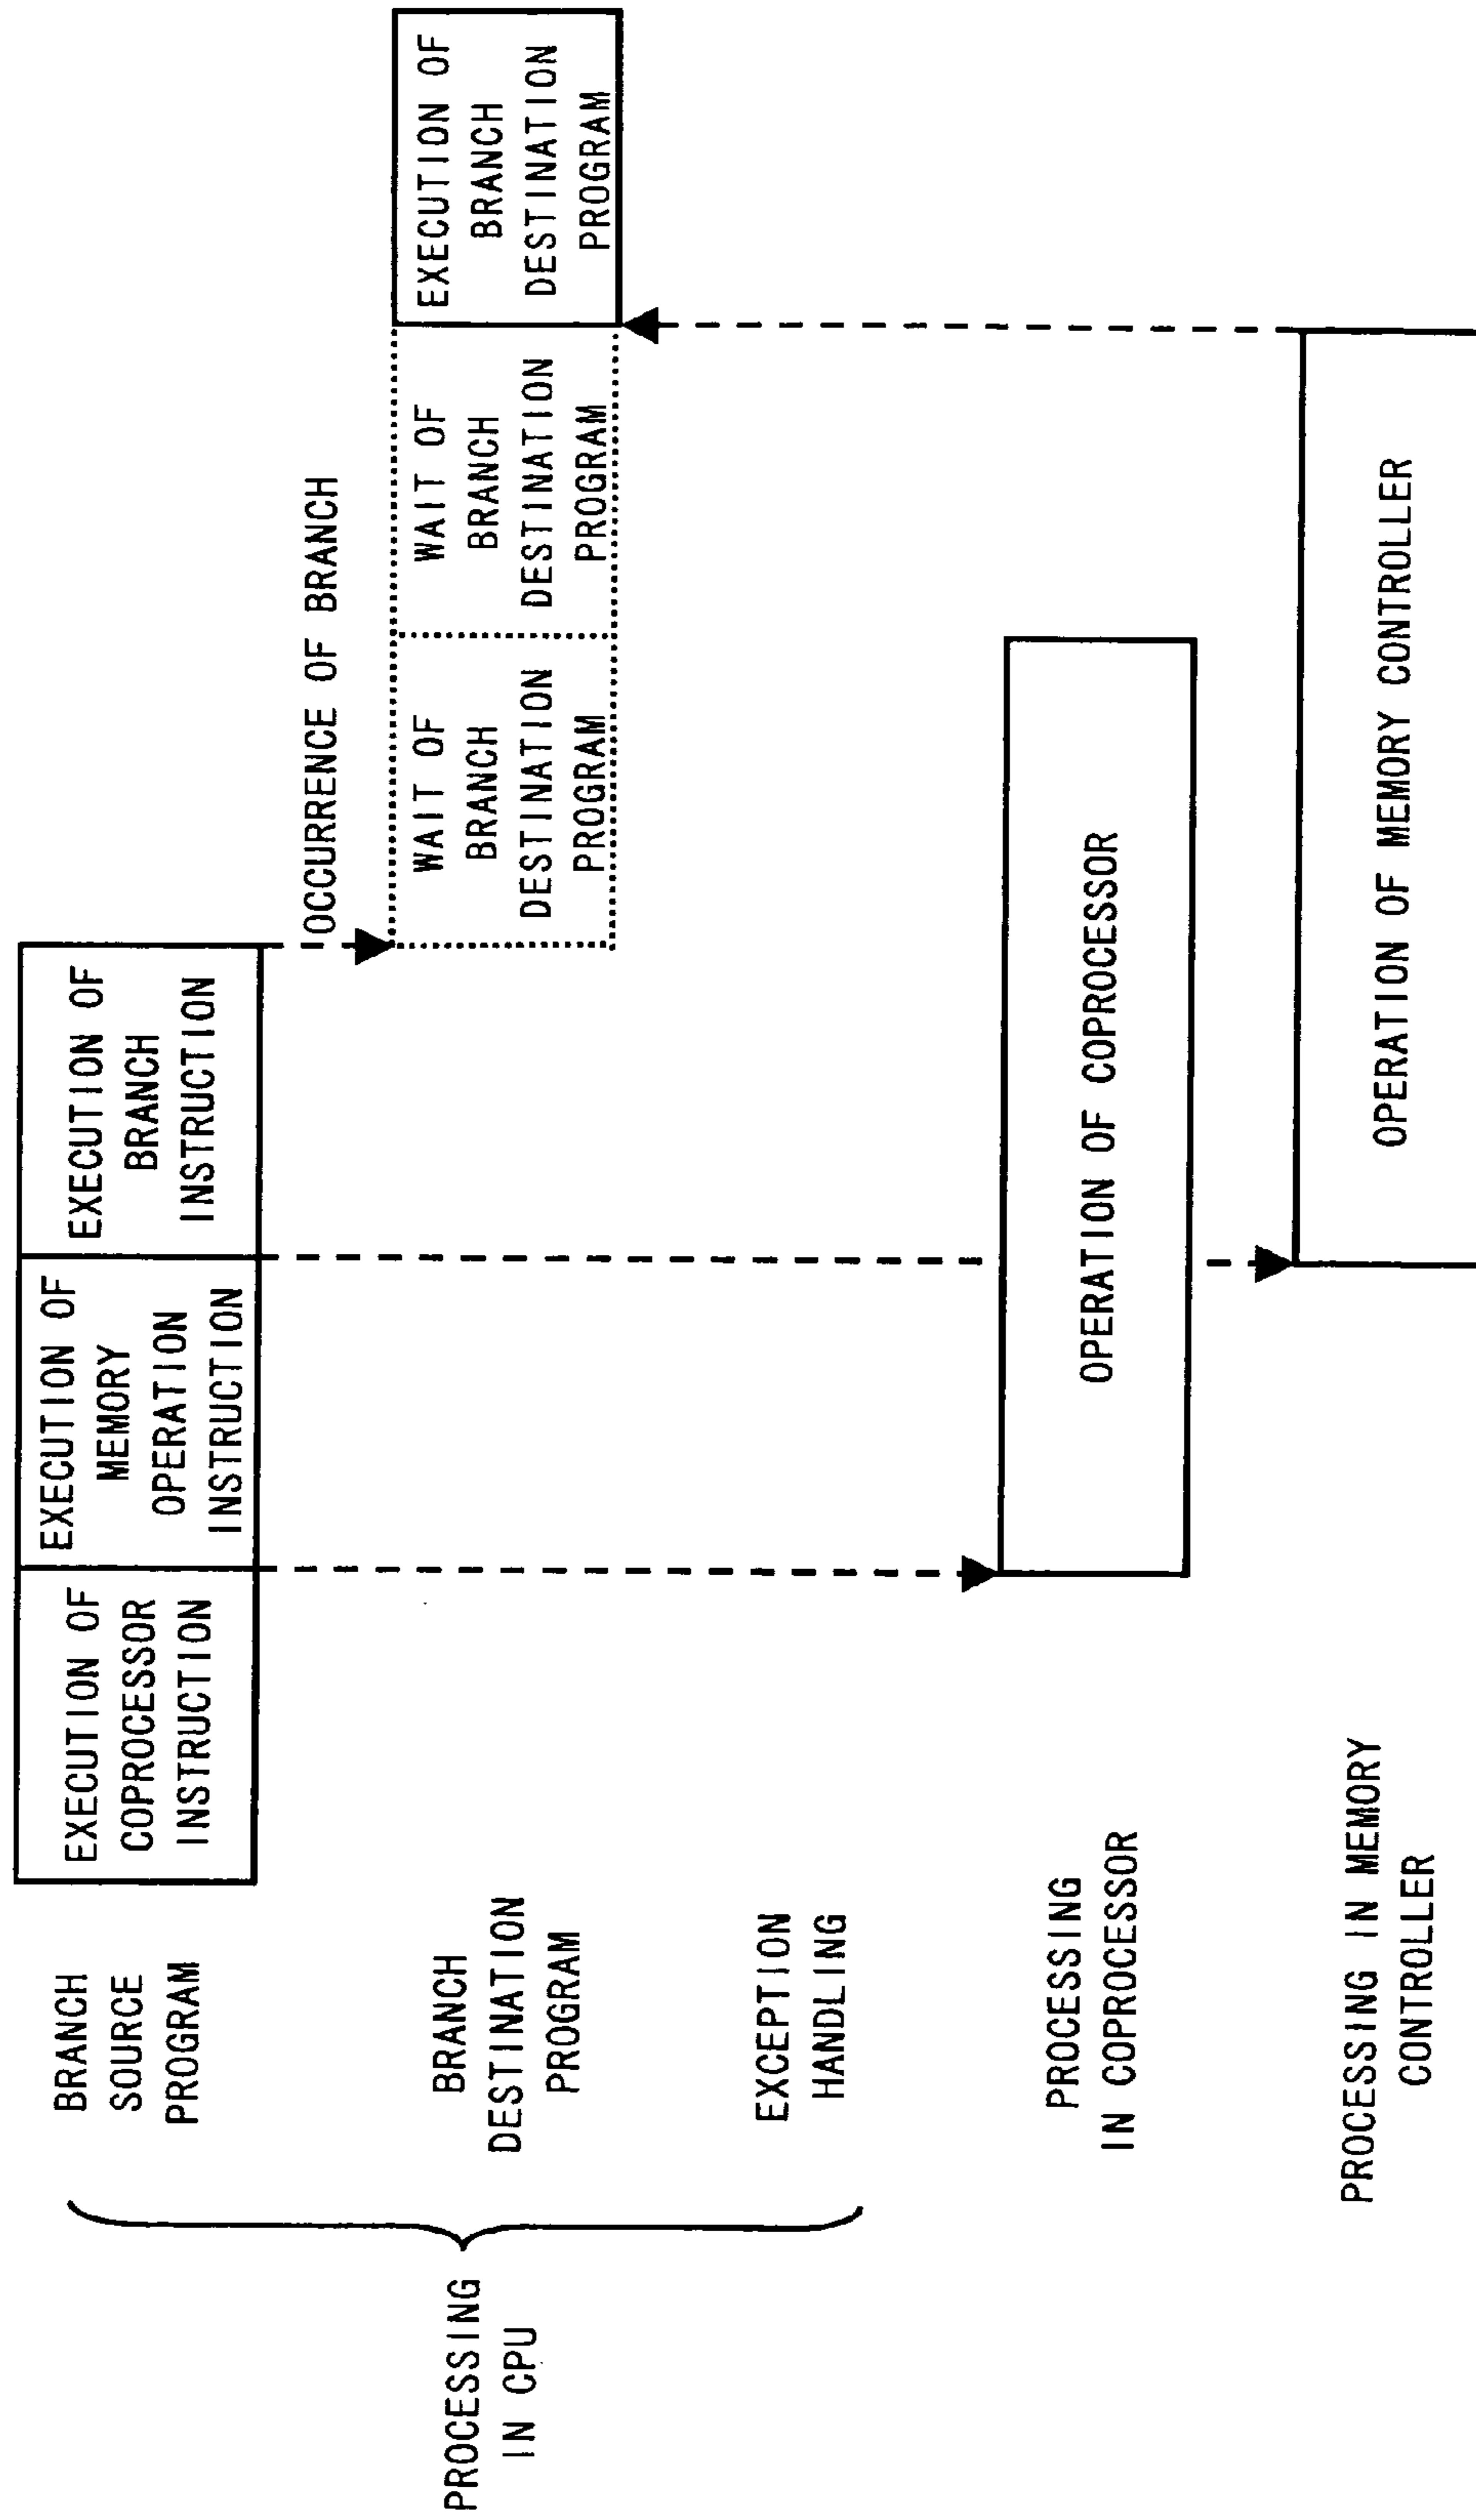 PROCESSING
IN CPU
BRANCH
SOURCE
PROGRAM
EXECUTION OF
COPROCESSOR
INSTRUCTION
EXECUTION OF
MEMORY
OPERATION
INSTRUCTION
EXECUTION OF
BRANCH
INSTRUCTION
OCCURRENCE OF BRANCH
BRANCH
DESTINATION
PROGRAM
WAIT OF
BRANCH
DESTINATION
PROGRAM
WAIT OF
BRANCH
DESTINATION
PROGRAM
EXECUTION OF
BRANCH
DESTINATION
PROGRAM
EXCEPTION
HANDLING
PROCESSING
IN COPROCESSOR
OPERATION OF COPROCESSOR
PROCESSING IN MEMORY
CONTROLLER
OPERATION OF MEMORY CONTROLLER